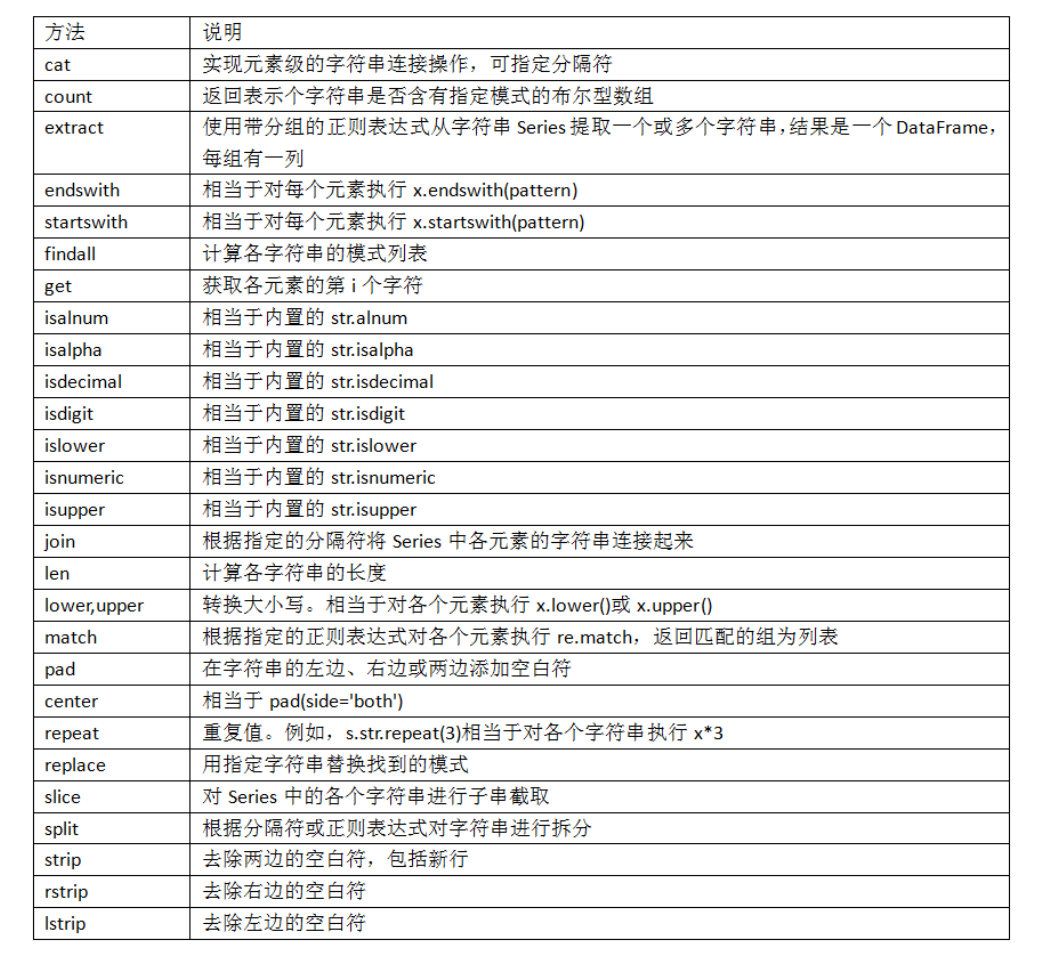 方法 说明
cat 实现元素级的字符串连接操作，可指定分隔符
count 返回表示个字符串是否含有指定模式的布尔型数组
extract 使用带分组的正则表达式从字符串 Series 提取一个或多个字符串，结果是一个 DataFrame，
每组有一列
endswith 相当于对每个元素执行 x.endswith(pattern)
startswith 相当于对每个元素执行 x.startswith(pattern)
findall 计算各字符串的模式列表
get 获取各元素的第 i 个字符
isalnum 相当于内置的 str.alnum
isalpha 相当于内置的 str.isalpha
isdecimal 相当于内置的 str.isdecimal
isdigit 相当于内置的 str.isdigit
islower 相当于内置的 str.islower
isnumeric 相当于内置的 str.isnumeric
isupper 相当于内置的 str.isupper
join 根据指定的分隔符将 Series 中各元素的字符串连接起来
len 计算各字符串的长度
lower,upper 转换大小写。相当于对各个元素执行 x.lower()或 x.upper()
match 根据指定的正则表达式对各个元素执行 re.match，返回匹配的组为列表
pad 在字符串的左边、右边或两边添加空白符
center 相当于 pad(side='both')
repeat 重复值。例如，s.str.repeat(3)相当于对各个字符串执行 x*3
replace 用指定字符串替换找到的模式
slice 对 Series 中的各个字符串进行子串截取
split 根据分隔符或正则表达式对字符串进行拆分
strip 去除两边的空白符，包括新行
rstrip 去除右边的空白符
lstrip 去除左边的空白符